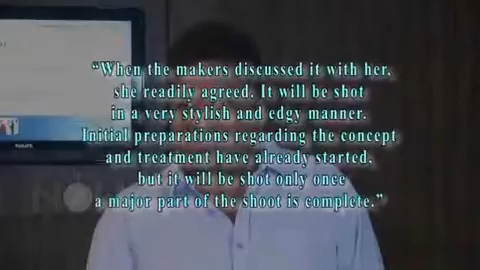 “When the makers discussed it with her,
she readily agreed. It will be shot
in a very stylish and edgy manner.
Initial preparations regarding the concept
and treatment have already started,
but it will be shot only once
a major part of the shoot is complete.”
PHILIPS